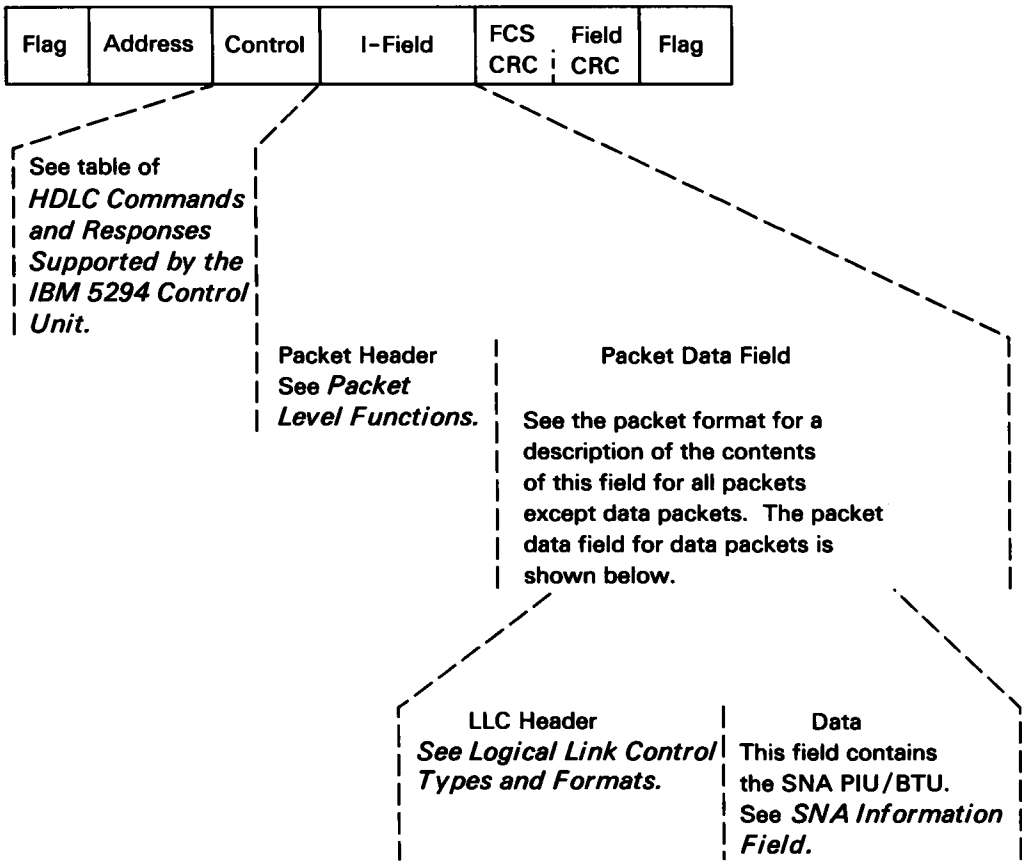 Flag Address Control I-Field FCS Field Flag
CRC CRC
See table of
HDLC Commands
and Responses
Supported by the
IBM 5294 Control
Unit.
Packet Header
See Packet
Level Functions.
Packet Data Field
See the packet format for a
description of the contents
of this field for all packets
except data packets. The packet
data field for data packets is
shown below.
LLC Header
See Logical Link Control
Types and Formats.
Data
This field contains
the SNA PIU/BTU.
See SNA Information
Field.